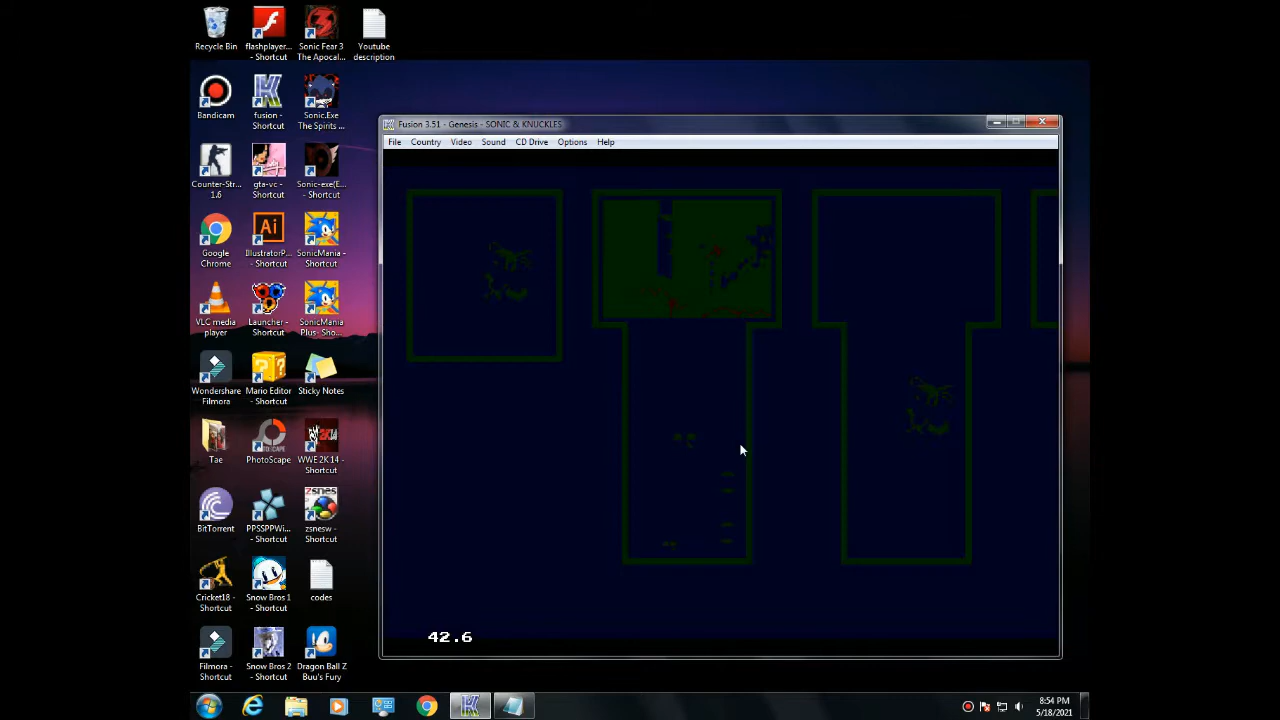 Recycle Bin
flashplayer... - Shortcut
Sonic Fear 3 The Apocal...
Youtube description
Bandicam
fusion - Shortcut
Sonic.Exe The Spirits ...
Counter-Str... 1.6
gta-vc - Shortcut
Sonic-exe(E... - Shortcut
Google Chrome
IllustratorP... - Shortcut
SonicMania - Shortcut
VLC media player
Launcher - Shortcut
SonicMania Plus- Sho...
Wondershare Filmora
Mario Editor - Shortcut
Sticky Notes
Tae
PhotoScape
WWE 2K14 - Shortcut
BitTorrent
PPSSPPWi... - Shortcut
zsnesw - Shortcut
Cricket18 - Shortcut
Snow Bros 1 - Shortcut
codes
Filmora - Shortcut
Snow Bros 2 - Shortcut
Dragon Ball Z Buu's Fury
Fusion 3.51 - Genesis - SONIC & KNUCKLES
File Country Video Sound CD Drive Options Help
42.6
8:54 PM
5/18/2021